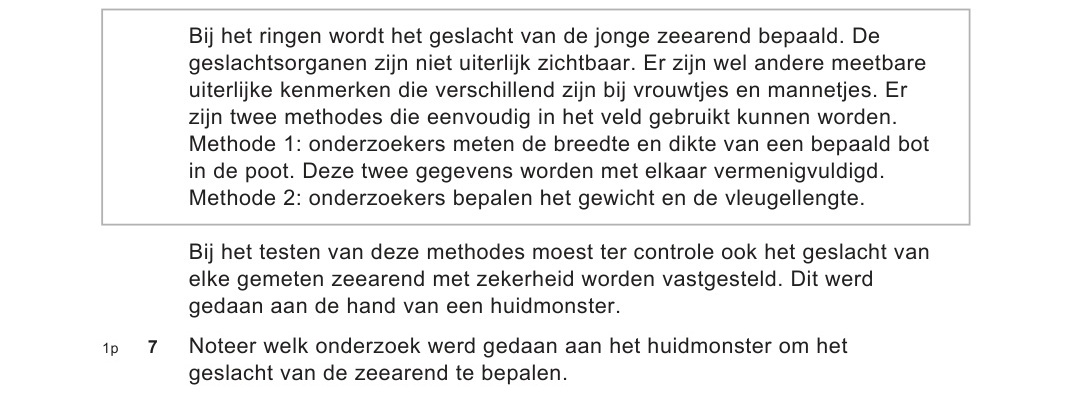 Bij het ringen wordt het geslacht van de jonge zeearend bepaald. De
geslachtsorganen zijn niet uiterlijk zichtbaar. Er zijn wel andere meetbare
uiterlijke kenmerken die verschillend zijn bij vrouwtjes en mannetjes. Er
zijn twee methodes die eenvoudig in het veld gebruikt kunnen worden.
Methode 1: onderzoekers meten de breedte en dikte van een bepaald bot
in de poot. Deze twee gegevens worden met elkaar vermenigvuldigd.
Methode 2: onderzoekers bepalen het gewicht en de vleugellengte.
Bij het testen van deze methodes moest ter controle ook het geslacht van
elke gemeten zeearend met zekerheid worden vastgesteld. Dit werd
gedaan aan de hand van een huidmonster.
1p 7 Noteer welk onderzoek werd gedaan aan het huidmonster om het
geslacht van de zeearend te bepalen.